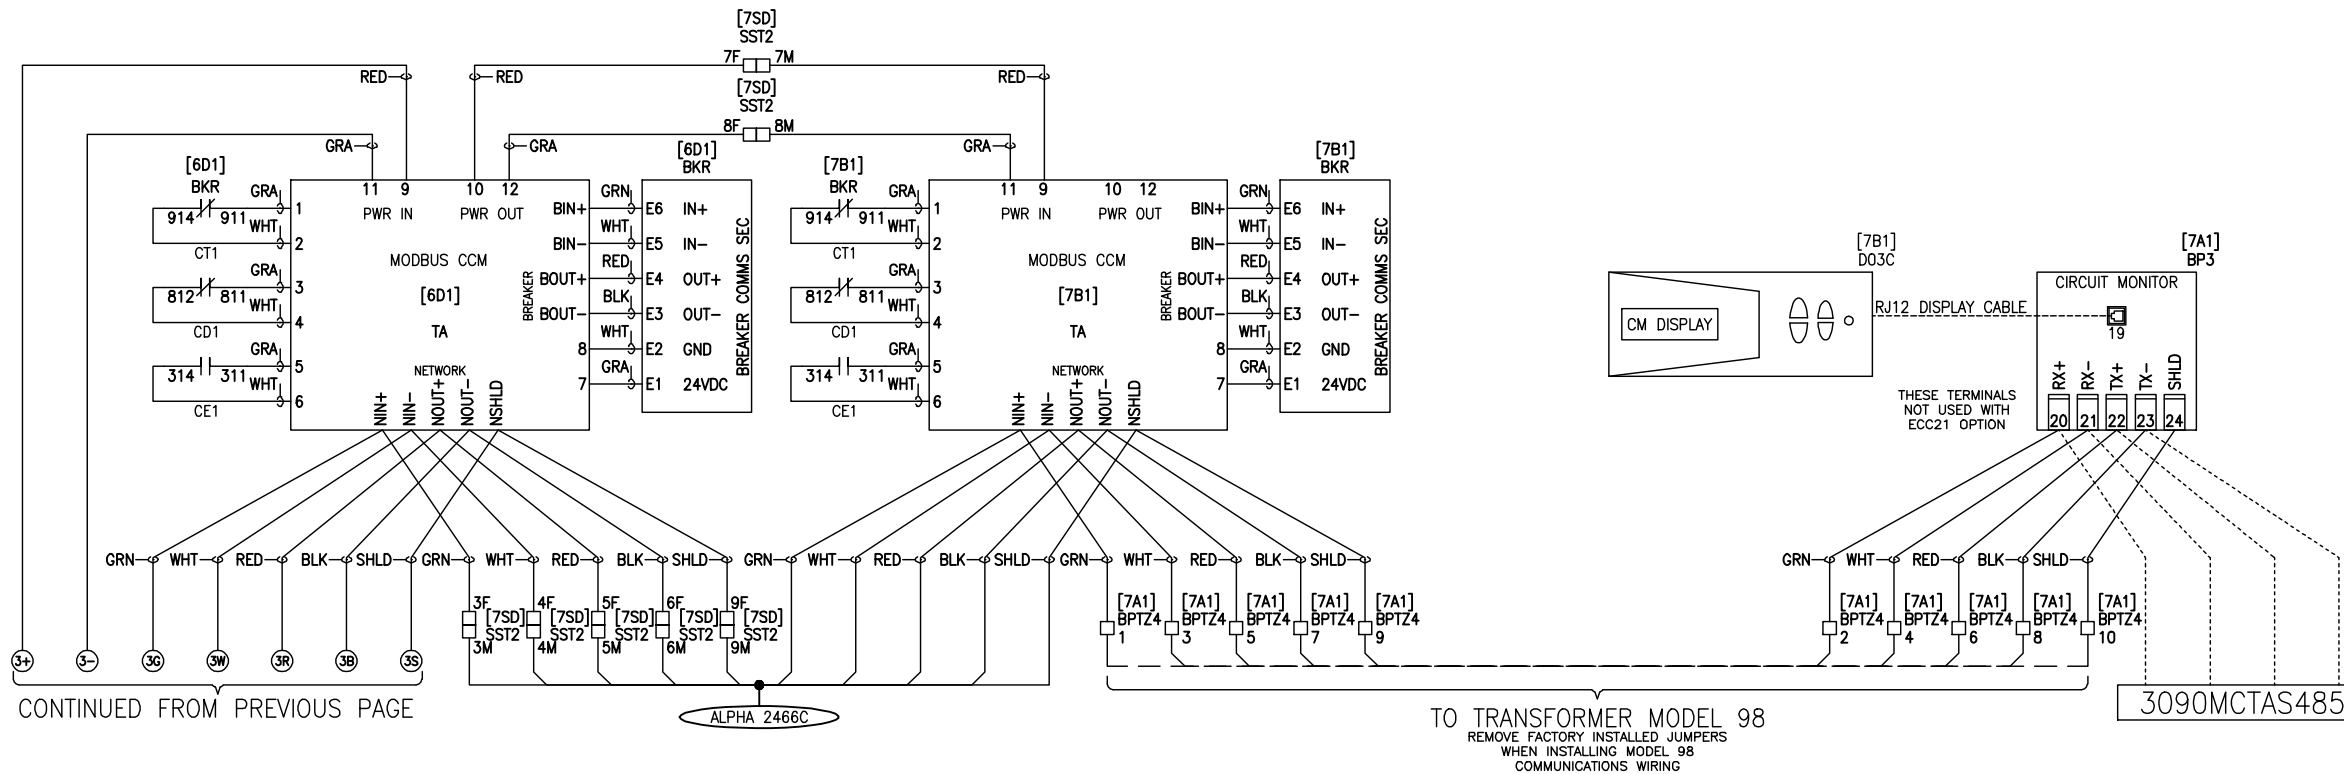 [7SD]
SST2
7F 7M
RED RED RED
[7SD]
SST2
8F 8M
GRA GRA GRA
[6D1]
BKR
914 911
CT1
812 811
CD1
314 311
CE1
GRA 1
WHT 2
GRA 3
WHT 4
GRA 5
WHT 6
11 9 10 12
PWR IN PWR OUT
MODBUS CCM
[6D1]
TA
BREAKER
BIN+
BIN-
BOUT+
BOUT-
8
7
NETWORK
NIN+ NIN- NOUT+ NOUT- NSHLD
[6D1]
BKR
GRN E6 IN+
WHT E5 IN-
RED E4 OUT+
BLK E3 OUT-
WHT E2 GND
GRA E1 24VDC
BREAKER COMMS SEC
[7B1]
BKR
914 911
CT1
812 811
CD1
314 311
CE1
GRA 1
WHT 2
GRA 3
WHT 4
GRA 5
WHT 6
11 9 10 12
PWR IN PWR OUT
MODBUS CCM
[7B1]
TA
BREAKER
BIN+
BIN-
BOUT+
BOUT-
8
7
NETWORK
NIN+ NIN- NOUT+ NOUT- NSHLD
[7B1]
BKR
GRN E6 IN+
WHT E5 IN-
RED E4 OUT+
BLK E3 OUT-
WHT E2 GND
GRA E1 24VDC
BREAKER COMMS SEC
[7B1]
D03C
CM DISPLAY
RJ12 DISPLAY CABLE
[7A1]
BP3
CIRCUIT MONITOR
19
RX+ RX- TX+ TX- SHLD
20 21 22 23 24
THESE TERMINALS
NOT USED WITH
ECC21 OPTION
GRN WHT RED BLK SHLD GRN WHT RED BLK SHLD GRN WHT RED BLK SHLD GRN WHT RED BLK SHLD GRN WHT RED BLK SHLD
3F 4F 5F 6F 9F
[7SD] [7SD] [7SD] [7SD] [7SD]
SST2 SST2 SST2 SST2 SST2
3M 4M 5M 6M 9M
[7A1] [7A1] [7A1] [7A1] [7A1]
BPTZ4 BPTZ4 BPTZ4 BPTZ4 BPTZ4
1 3 5 7 9
[7A1] [7A1] [7A1] [7A1] [7A1]
BPTZ4 BPTZ4 BPTZ4 BPTZ4 BPTZ4
2 4 6 8 10
3+ 3- 3G 3W 3R 3B 3S
CONTINUED FROM PREVIOUS PAGE
ALPHA 2466C
TO TRANSFORMER MODEL 98
REMOVE FACTORY INSTALLED JUMPERS
WHEN INSTALLING MODEL 98
COMMUNICATIONS WIRING
3090MCTAS485